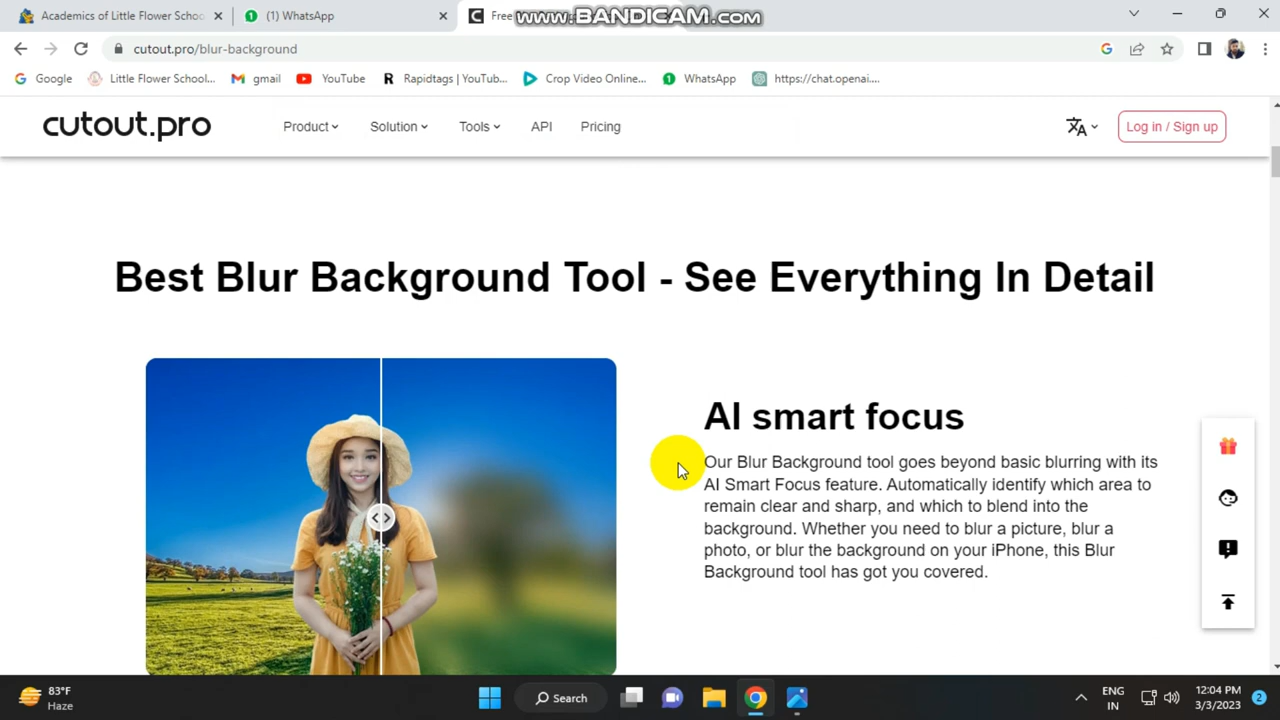 Academics of Little Flower Schoo
(1) WhatsApp
Free
www.BANDICAM.com
cutout.pro/blur-background
Google
Little Flower School...
gmail
YouTube
Rapidtags | YouTub...
Crop Video Online...
WhatsApp
https://chat.openai....
cutout.pro
Product
Solution
Tools
API
Pricing
Log in / Sign up
Best Blur Background Tool - See Everything In Detail
AI smart focus
Our Blur Background tool goes beyond basic blurring with its
AI Smart Focus feature. Automatically identify which area to
remain clear and sharp, and which to blend into the
background. Whether you need to blur a picture, blur a
photo, or blur the background on your iPhone, this Blur
Background tool has got you covered.
83°F
Haze
Search
ENG
IN
12:04 PM
3/3/2023
2